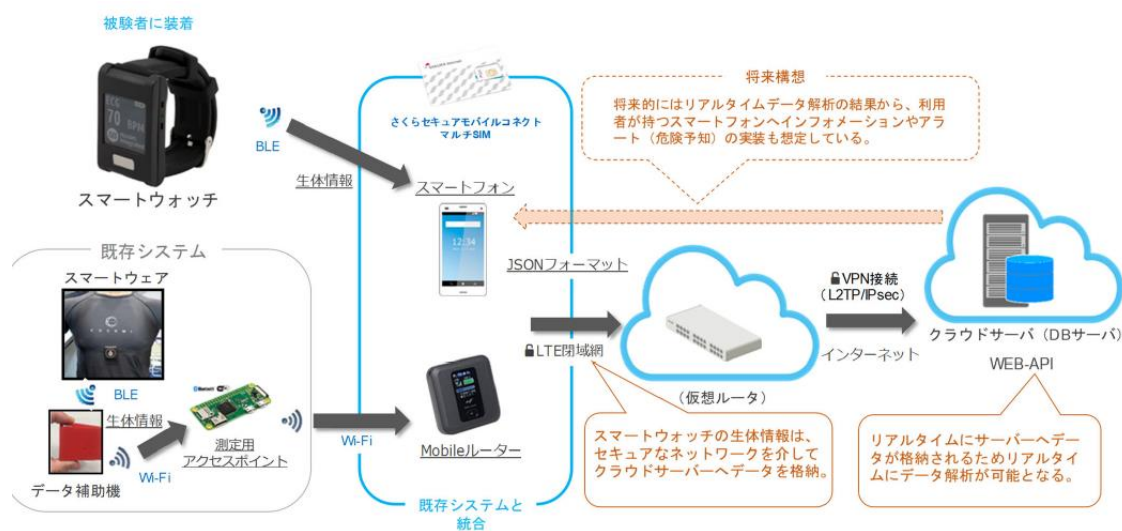 被験者に装着
ECG
70 BPM
スマートウォッチ
BLE
生体情報
さくらセキュアモバイルコネクト
マルチSIM
スマートフォン
12:34
JSONフォーマット
将来構想
将来的にはリアルタイムデータ解析の結果から、利用
者が持つスマートフォンへインフォメーションやアラ
ート（危険予知）の実装も想定している。
既存システム
スマートウェア
BLE
生体情報
Wi-Fi
データ補助機
測定用
アクセスポイント
Wi-Fi
Mobileルーター
既存システムと
統合
LTE閉域網
（仮想ルータ）
VPN接続
（L2TP/IPsec）
インターネット
クラウドサーバ（DBサーバ）
WEB-API
スマートウォッチの生体情報は、
セキュアなネットワークを介して
クラウドサーバーへデータを格納。
リアルタイムにサーバーへデー
タが格納されるためリアルタイ
ムにデータ解析が可能となる。